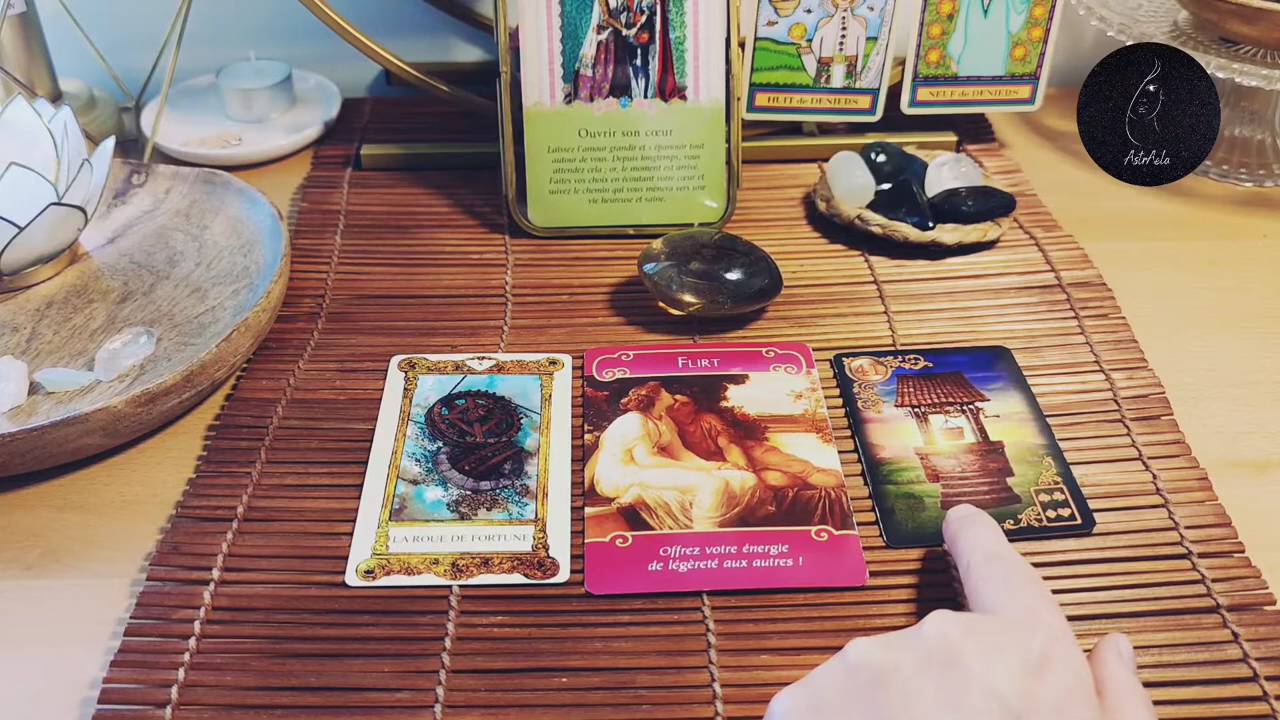 Ouvrir son cœur
Laissez l'amour grandir et s'épanouir tout
autour de vous. Depuis longtemps, vous
attendez cela ; or, le moment est arrivé.
Faites vos choix en écoutant votre cœur et
suivez le chemin qui vous mènera vers une
vie heureuse et saine.
HUIT de DENIERS
NEUF de DENIERS
AstrAela
LA ROUE DE FORTUNE
FLIRT
Offrez votre énergie
de légèreté aux autres !
41